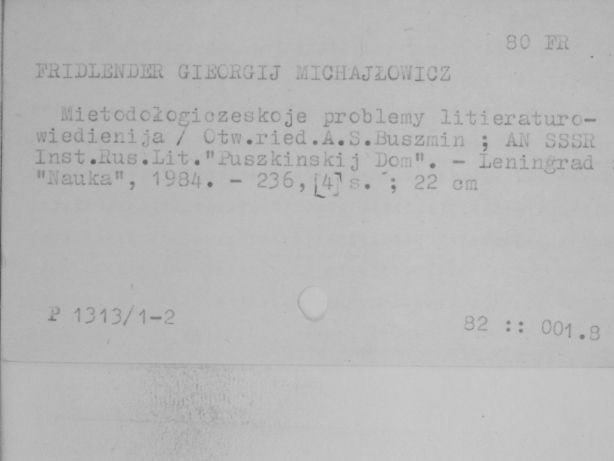 80 FR
FRIDLENDER GIEORGIJ MICHAJŁOWICZ
Mietodołogiczeskoje problemy litieraturo-
wiedienija / Otw.ried.A.S.Buszmin ; AN SSSR
Inst.Rus.Lit."Puszkinskij Dom". - Leningrad :
"Nauka", 1984. - 236,[4] s. ; 22 cm
P 1313/1-2
82 :: 001.8